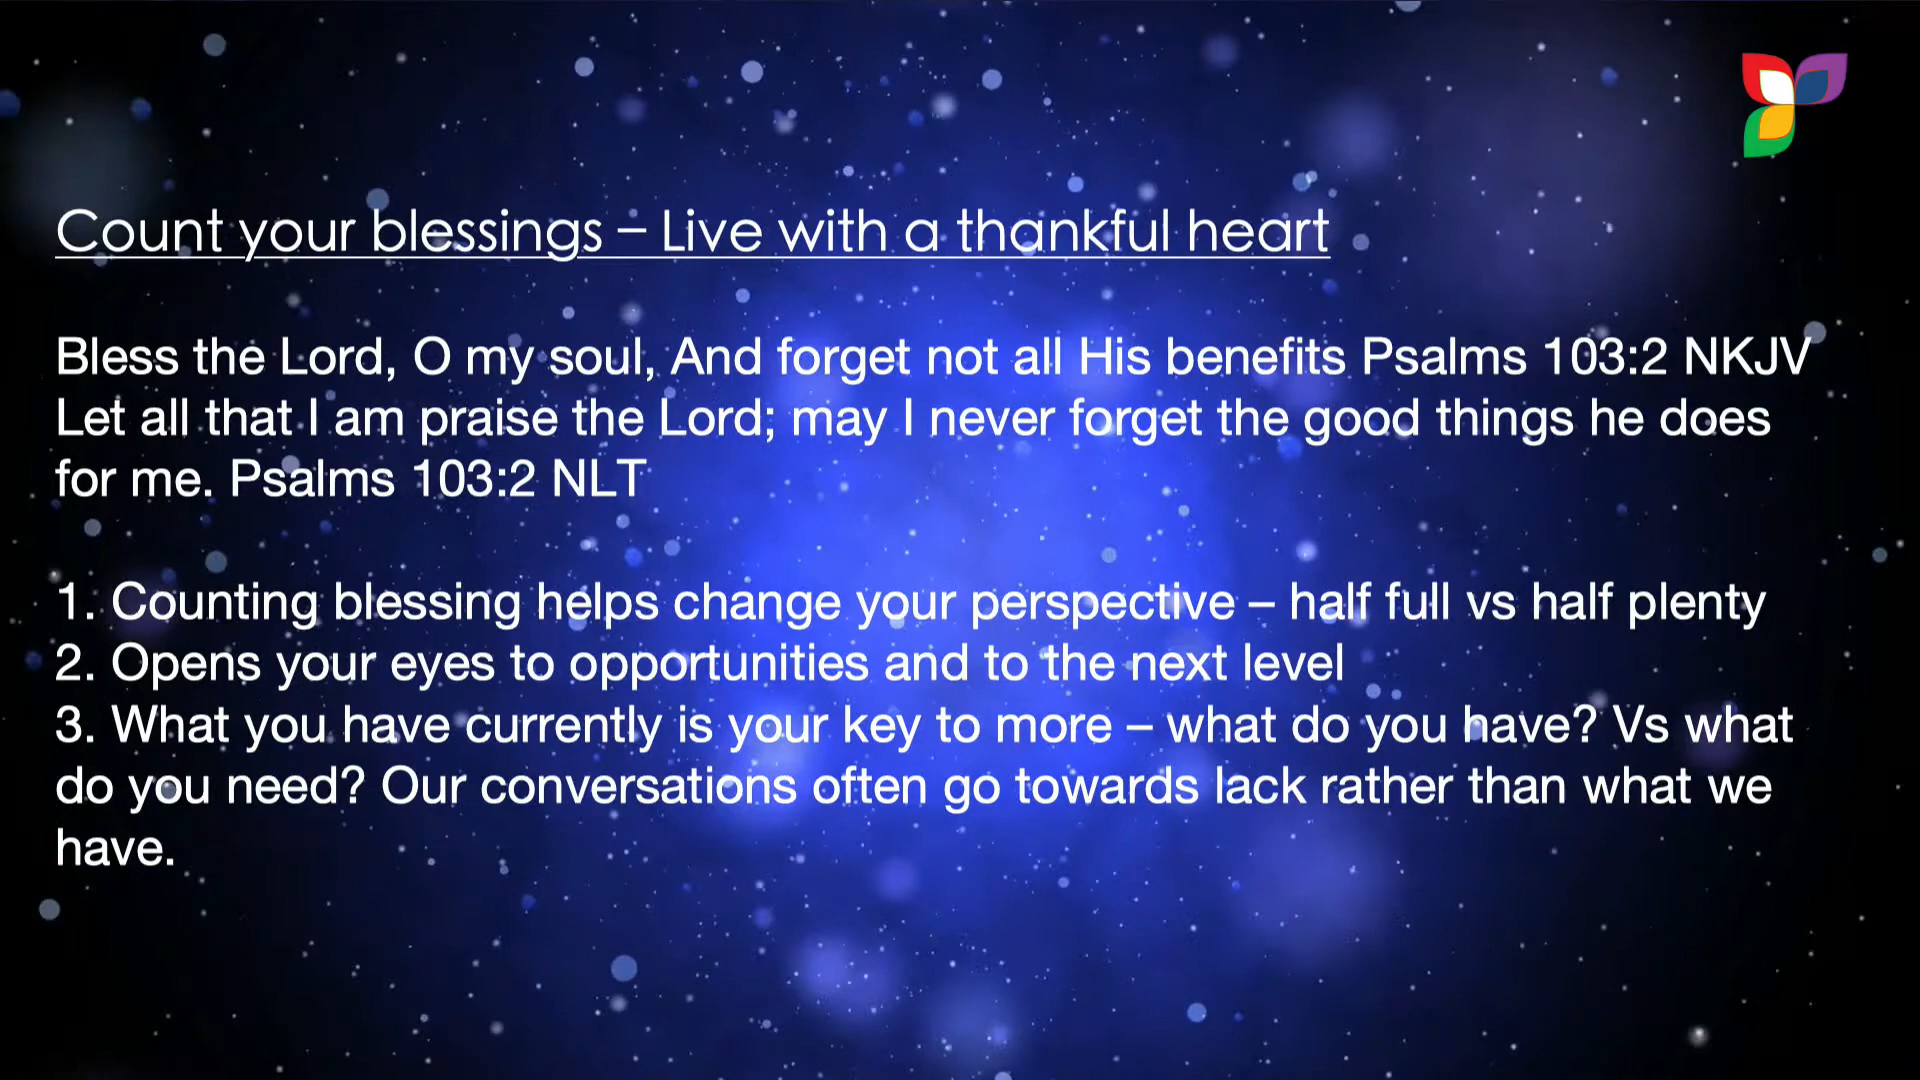 Count your blessings – Live with a thankful heart
Bless the Lord, O my soul, And forget not all His benefits Psalms 103:2 NKJV
Let all that I am praise the Lord; may I never forget the good things he does
for me. Psalms 103:2 NLT
1. Counting blessing helps change your perspective – half full vs half plenty
2. Opens your eyes to opportunities and to the next level
3. What you have currently is your key to more – what do you have? Vs what
do you need? Our conversations often go towards lack rather than what we
have.